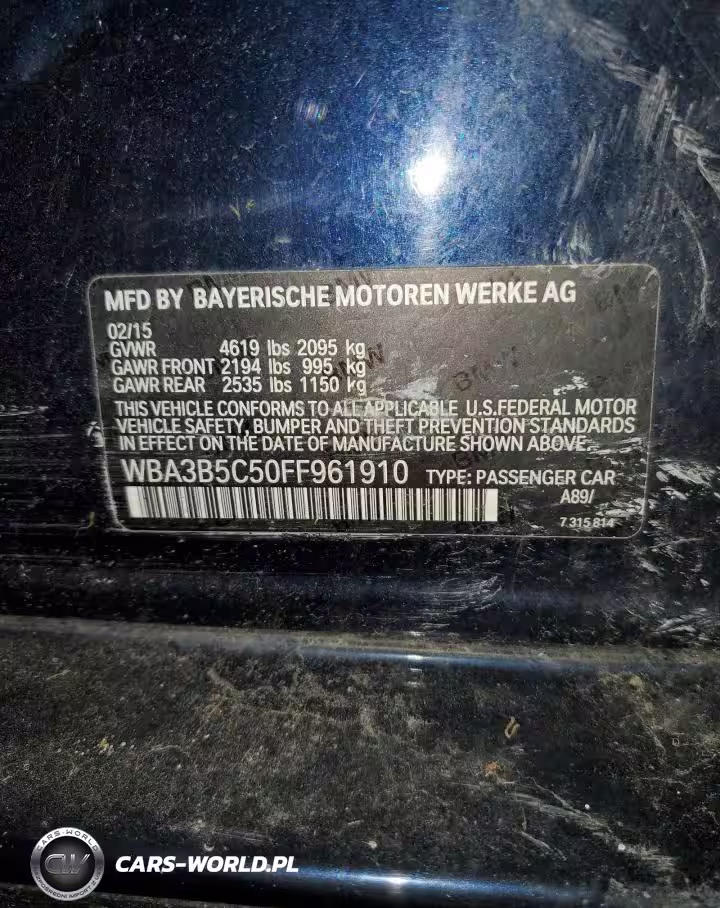 MFD BY BAYERISCHE MOTOREN WERKE AG
02/15
GVWR 4619 lbs 2095 kg
GAWR FRONT 2194 lbs 995 kg
GAWR REAR 2535 lbs 1150 kg
THIS VEHICLE CONFORMS TO ALL APPLICABLE U.S.FEDERAL MOTOR
VEHICLE SAFETY, BUMPER AND THEFT PREVENTION STANDARDS
IN EFFECT ON THE DATE OF MANUFACTURE SHOWN ABOVE.
WBA3B5C50FF961910 TYPE: PASSENGER CAR
A89/
7 315 814
CARS-WORLD
CW
CARS-WORLD.PL